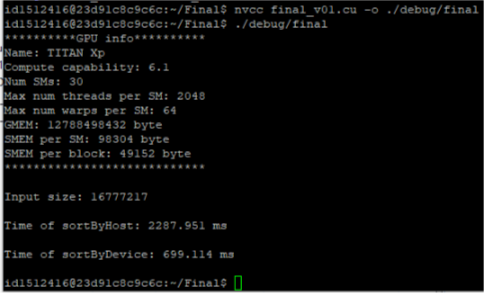 id1512416@23d91c8c9c6c:~/Final$ nvcc final_v01.cu -o ./debug/final
id1512416@23d91c8c9c6c:~/Final$ ./debug/final
**********GPU info**********
Name: TITAN Xp
Compute capability: 6.1
Num SMs: 30
Max num threads per SM: 2048
Max num warps per SM: 64
GMEM: 12788498432 byte
SMEM per SM: 98304 byte
SMEM per block: 49152 byte
****************************
Input size: 16777217
Time of sortByHost: 2287.951 ms
Time of sortByDevice: 699.114 ms
id1512416@23d91c8c9c6c:~/Final$